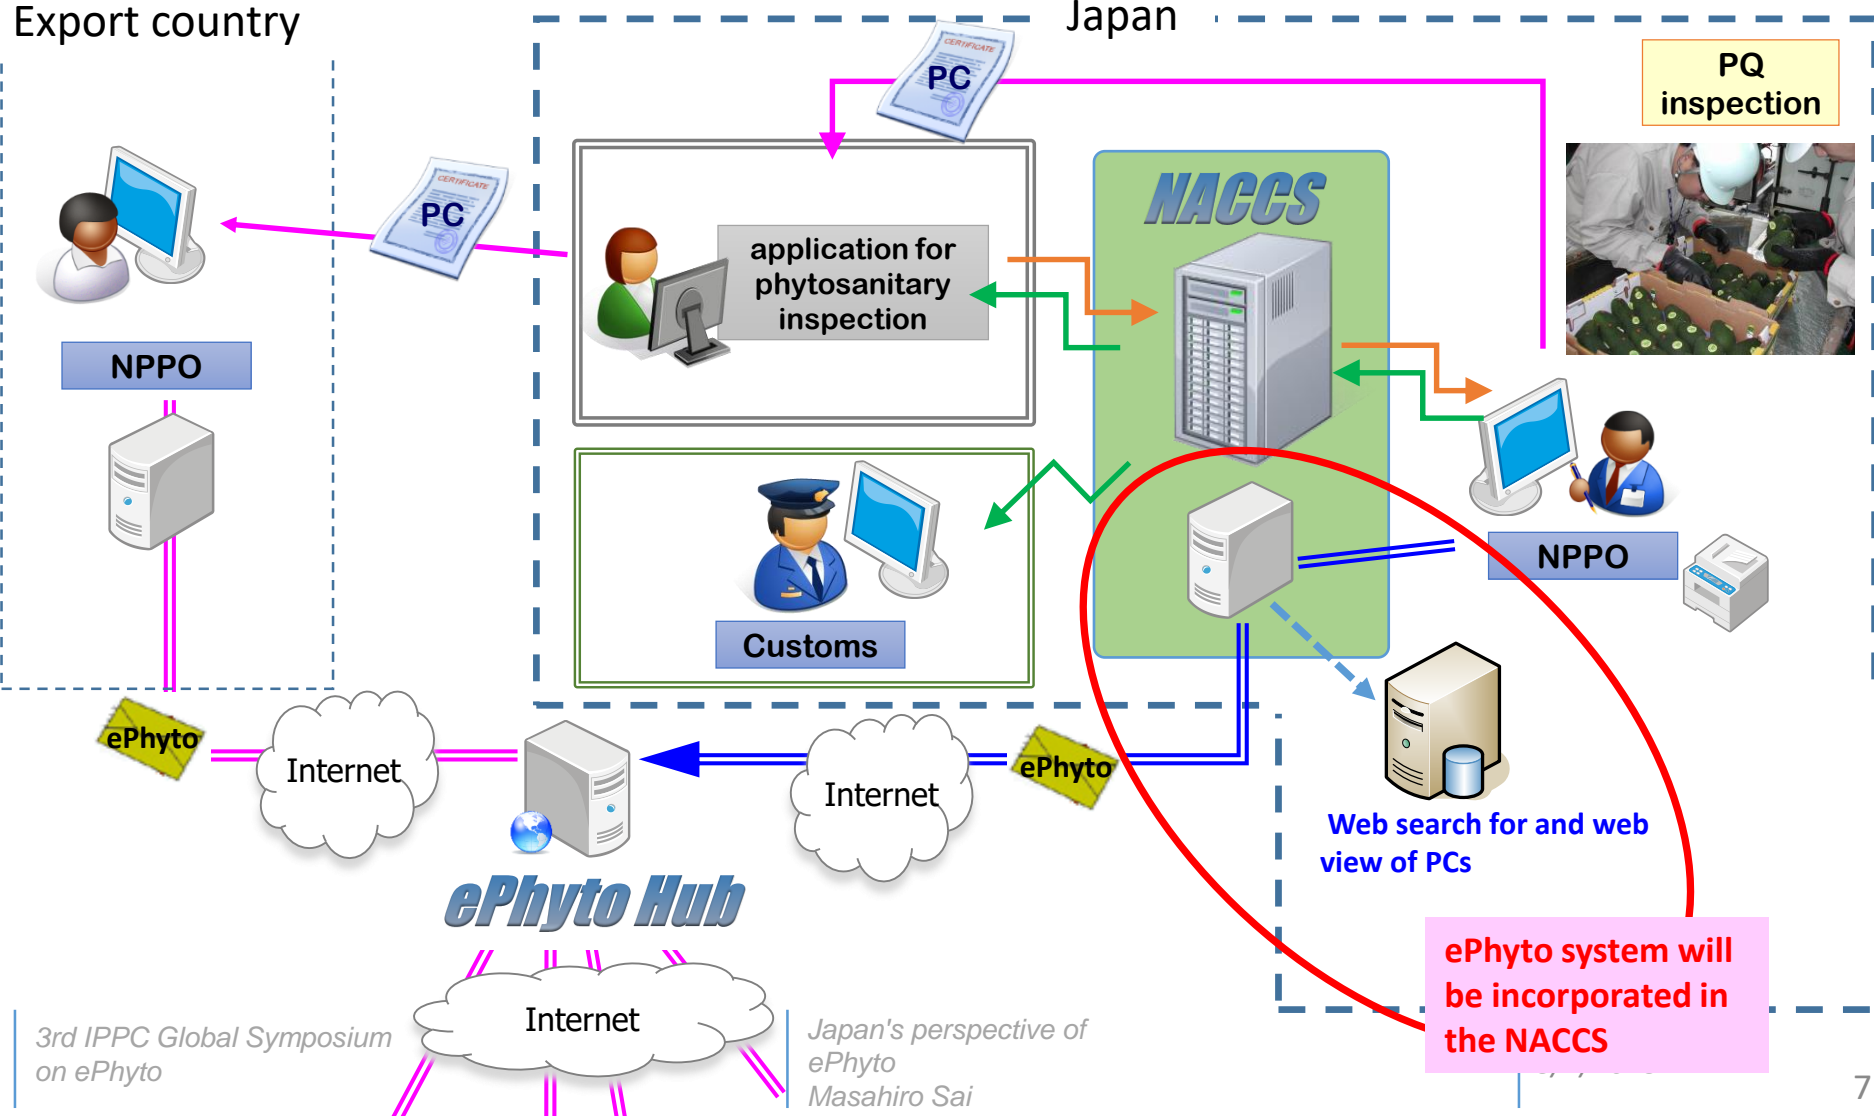 Export country
Japan
PC
PQ
inspection
CERTIFICATE
CERTIFICATE
PC
NACCS
application for
phytosanitary
inspection
NPPO
NPPO
Customs
ePhyto
Internet
Internet
ePhyto
Web search for and web
view of PCs
ePhyto Hub
ePhyto system will
be incorporated in
the NACCS
Internet
3rd IPPC Global Symposium
on ePhyto
Japan's perspective of
ePhyto
Masahiro Sai
7